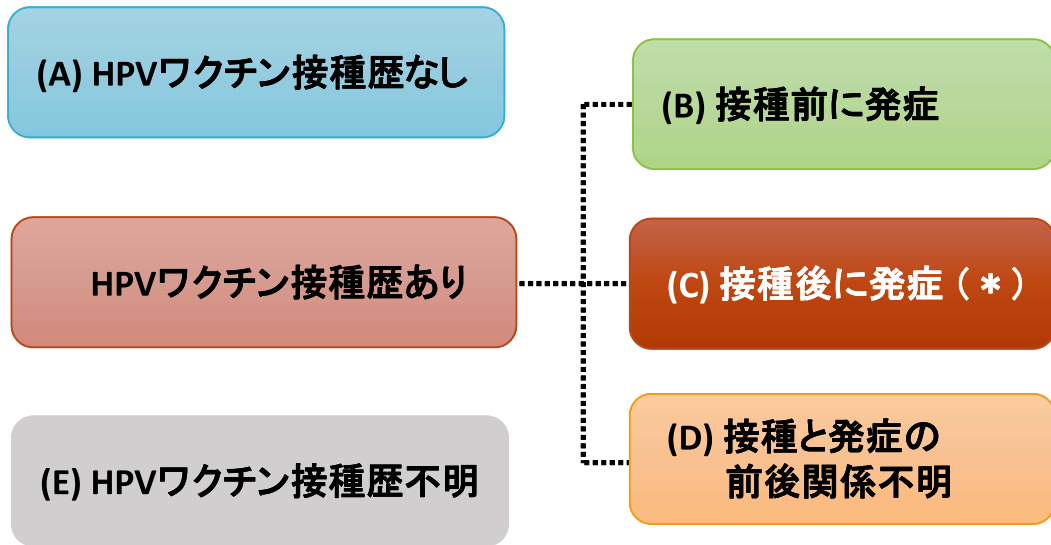 (A) HPVワクチン接種歴なし
HPVワクチン接種歴あり
(E) HPVワクチン接種歴不明
(B) 接種前に発症
(C) 接種後に発症（＊）
(D) 接種と発症の
前後関係不明